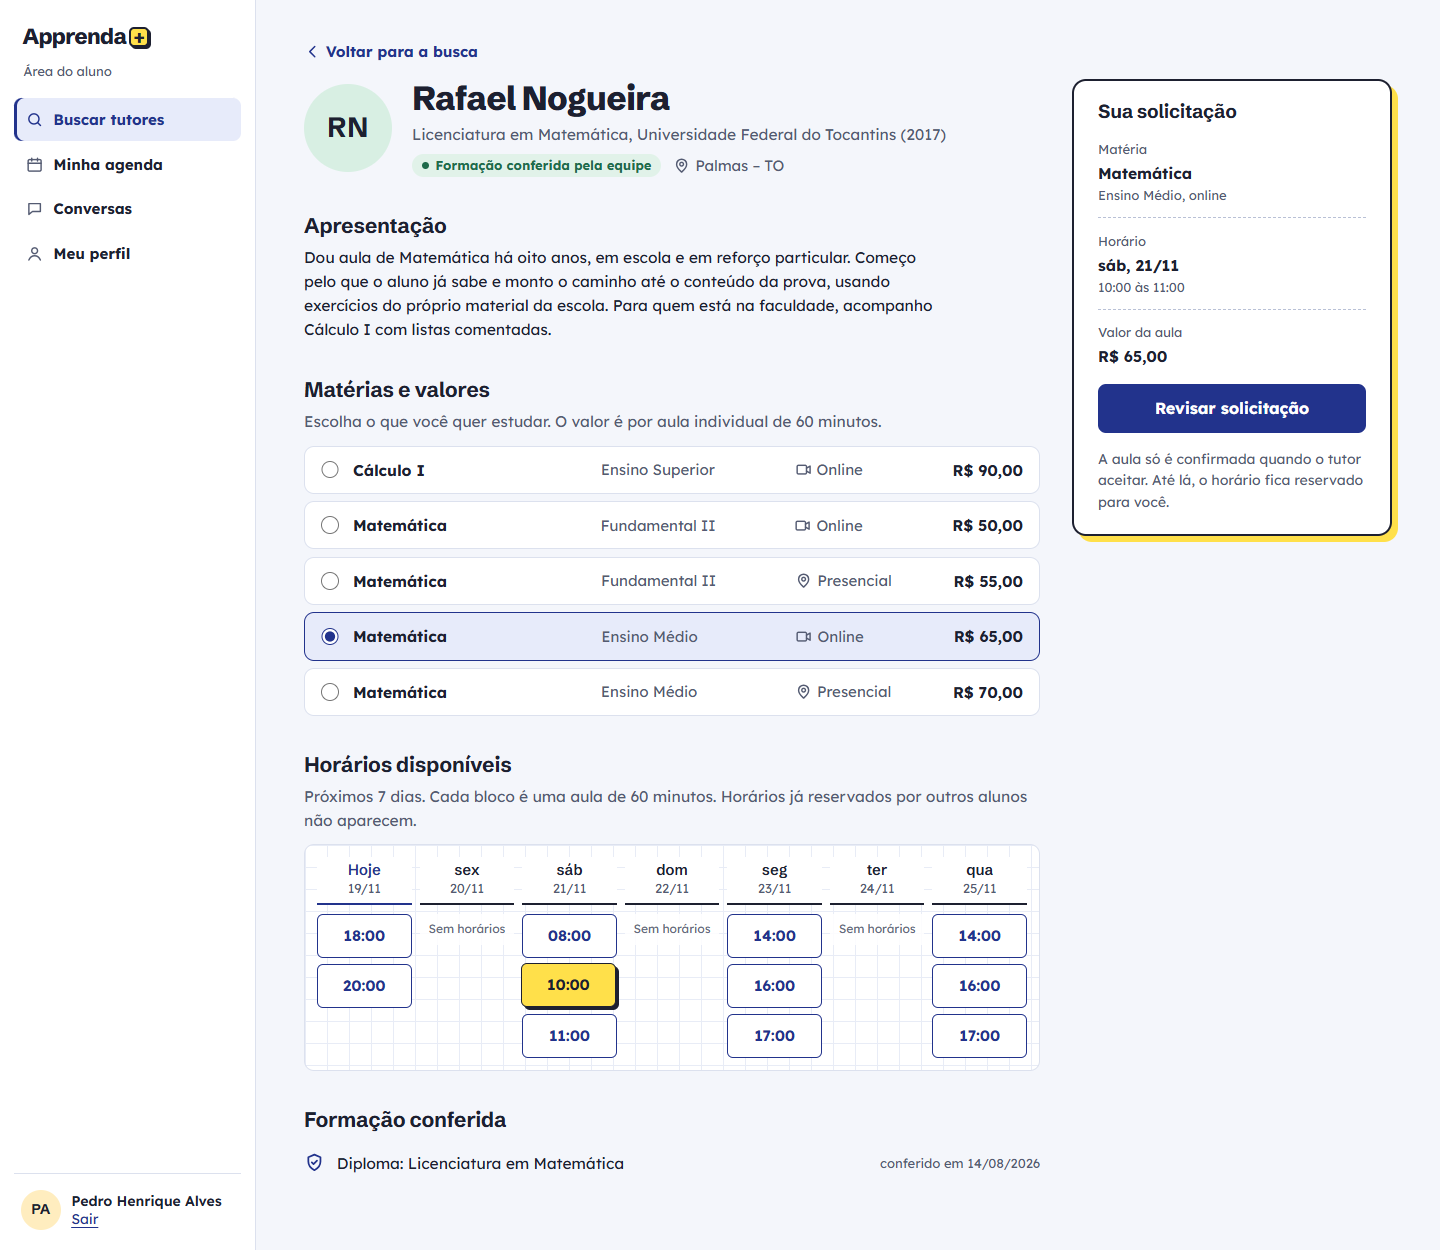 Apprenda+
Área do aluno
Buscar tutores
Minha agenda
Conversas
Meu perfil
Pedro Henrique Alves
PA
Sair
Voltar para a busca
RN
Rafael Nogueira
Licenciatura em Matemática, Universidade Federal do Tocantins (2017)
Formação conferida pela equipe
Palmas – TO
Apresentação
Dou aula de Matemática há oito anos, em escola e em reforço particular. Começo
pelo que o aluno já sabe e monto o caminho até o conteúdo da prova, usando
exercícios do próprio material da escola. Para quem está na faculdade, acompanho
Cálculo I com listas comentadas.
Matérias e valores
Escolha o que você quer estudar. O valor é por aula individual de 60 minutos.
Cálculo I Ensino Superior Online R$ 90,00
Matemática Fundamental II Online R$ 50,00
Matemática Fundamental II Presencial R$ 55,00
Matemática Ensino Médio Online R$ 65,00
Matemática Ensino Médio Presencial R$ 70,00
Horários disponíveis
Próximos 7 dias. Cada bloco é uma aula de 60 minutos. Horários já reservados por outros alunos
não aparecem.
Hoje sex sáb dom seg ter qua
19/11 20/11 21/11 22/11 23/11 24/11 25/11
18:00 Sem horários 08:00 Sem horários 14:00 Sem horários 14:00
20:00 10:00 16:00 16:00
11:00 17:00 17:00
Formação conferida
Diploma: Licenciatura em Matemática conferido em 14/08/2026
Sua solicitação
Matéria
Matemática
Ensino Médio, online
Horário
sáb, 21/11
10:00 às 11:00
Valor da aula
R$ 65,00
Revisar solicitação
A aula só é confirmada quando o tutor
aceitar. Até lá, o horário fica reservado
para você.